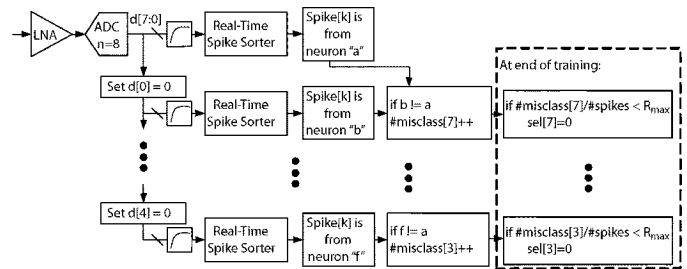 LNA
ADC
n=8
d[7:0]
Real-Time
Spike Sorter
Spike[k] is
from
neuron "a"
At end of training:
Set d[0] = 0
Real-Time
Spike Sorter
Spike[k] is
from
neuron "b"
if b != a
#misclass[7]++
if #misclass[7]/#spikes < Rmax
sel[7]=0
Set d[4] = 0
Real-Time
Spike Sorter
Spike[k] is
from
neuron "f"
if f != a
#misclass[3]++
if #misclass[3]/#spikes < Rmax
sel[3]=0